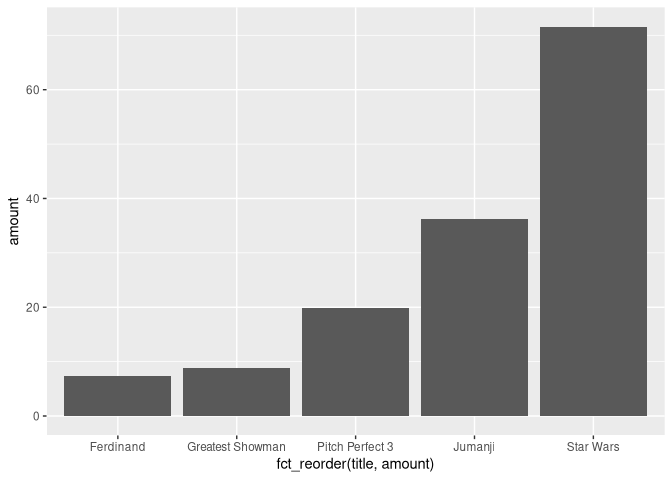 60
40
20
0
amount
Ferdinand Greatest Showman Pitch Perfect 3 Jumanji Star Wars
fct_reorder(title, amount)